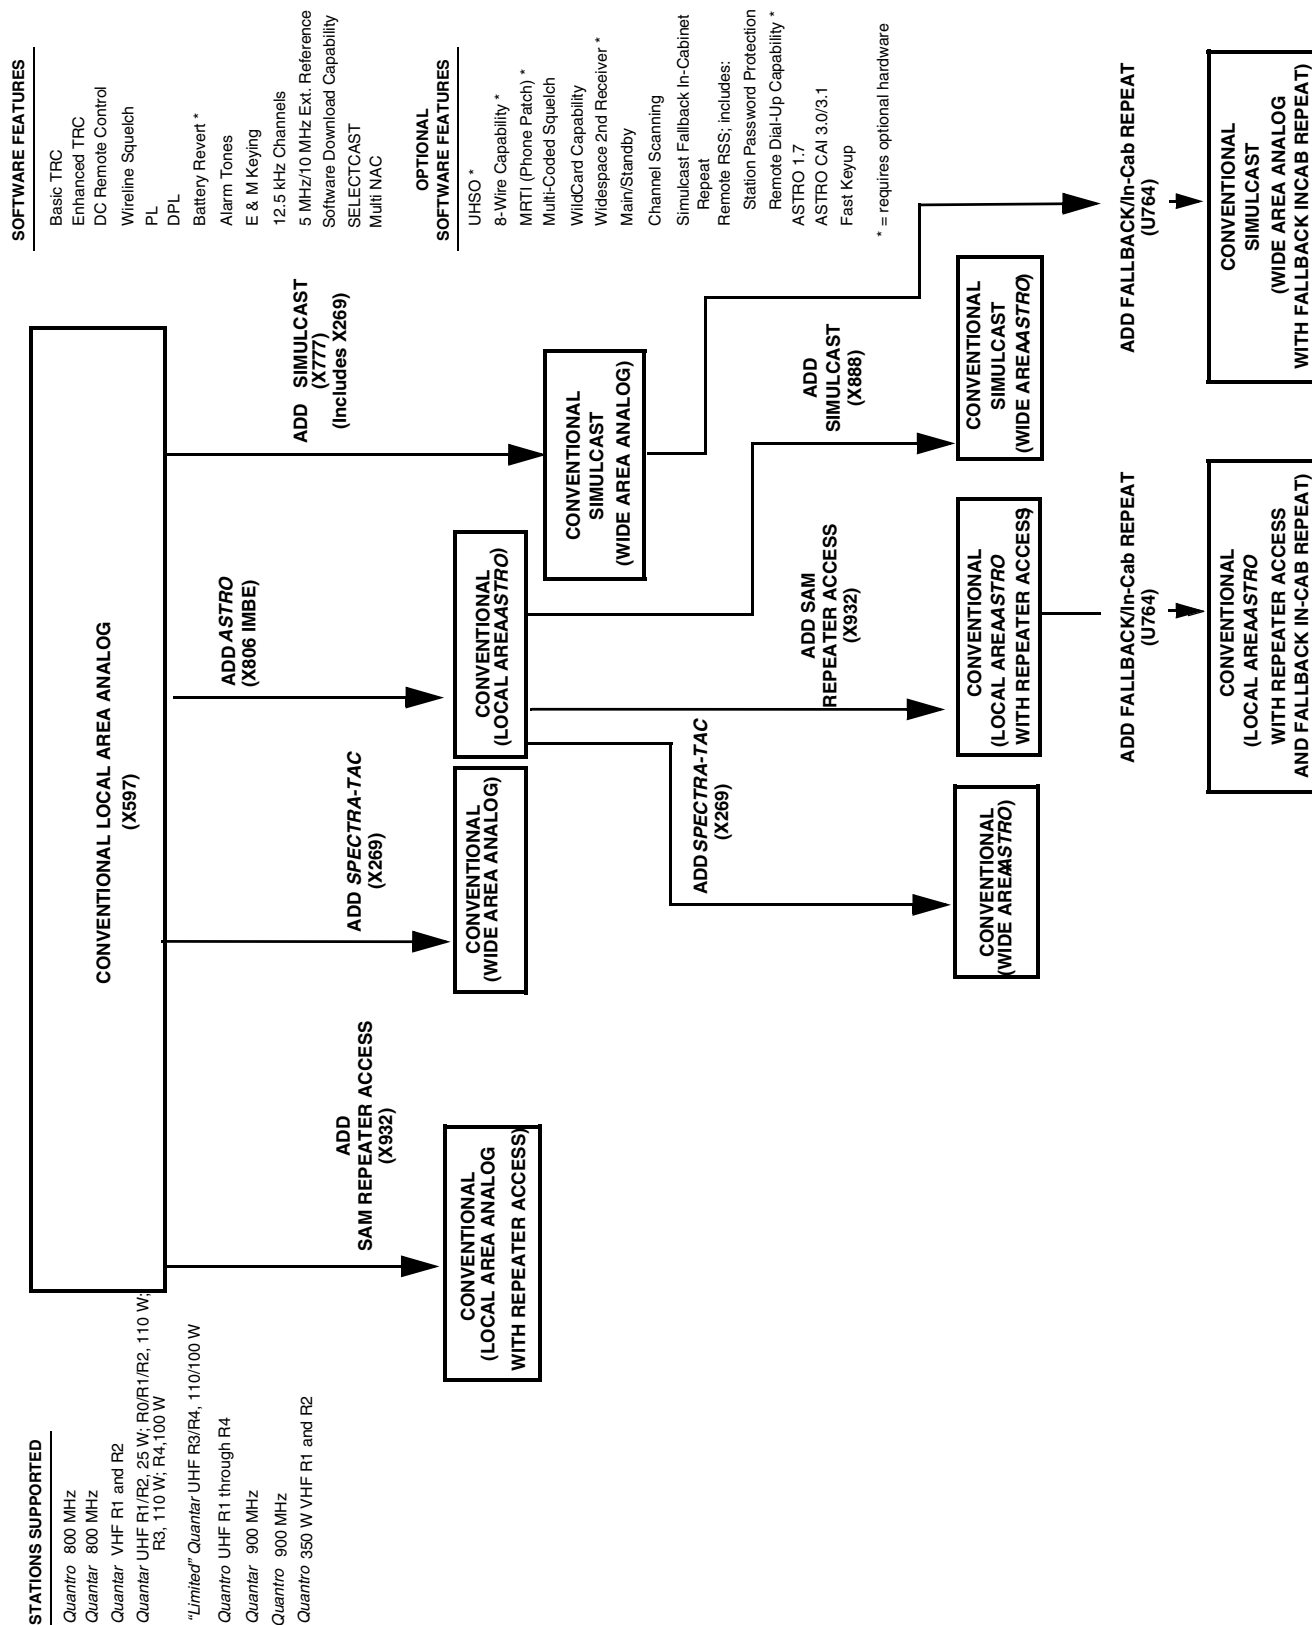 STATIONS SUPPORTED
Quantro 800 MHz
Quantar 800 MHz
Quantar VHF R1 and R2
Quantar UHF R1/R2, 25 W; R0/R1/R2, 110 W;
R3, 110 W; R4,100 W
"Limited" Quantar UHF R3/R4, 110/100 W
Quantro UHF R1 through R4
Quantar 900 MHz
Quantro 900 MHz
Quantro 350 W VHF R1 and R2
CONVENTIONAL LOCAL AREA ANALOG
(X597)
SOFTWARE FEATURES
Basic TRC
Enhanced TRC
DC Remote Control
Wireline Squelch
PL
DPL
Battery Revert *
Alarm Tones
E & M Keying
12.5 kHz Channels
5 MHz/10 MHz Ext. Reference
Software Download Capability
SELECTCAST
Multi NAC
OPTIONAL
SOFTWARE FEATURES
UHSO *
8-Wire Capability *
MRTI (Phone Patch) *
Multi-Coded Squelch
WildCard Capability
Widespace 2nd Receiver *
Main/Standby
Channel Scanning
Simulcast Fallback In-Cabinet
Repeat
Remote RSS; includes:
Station Password Protection
Remote Dial-Up Capability *
ASTRO 1.7
ASTRO CAI 3.0/3.1
Fast Keyup
* = requires optional hardware
ADD
SAM REPEATER ACCESS
(X932)
ADD SPECTRA-TAC
(X269)
ADD ASTRO
(X806 IMBE)
ADD SIMULCAST
(X777)
(Includes X269)
CONVENTIONAL
(LOCAL AREA ANALOG
WITH REPEATER ACCESS)
CONVENTIONAL
(WIDE AREA ANALOG)
CONVENTIONAL
(LOCAL AREA ASTRO)
CONVENTIONAL
SIMULCAST
(WIDE AREA ANALOG)
ADD SPECTRA-TAC
(X269)
ADD SAM
REPEATER ACCESS
(X932)
ADD
SIMULCAST
(X888)
CONVENTIONAL
(WIDE AREA ASTRO)
CONVENTIONAL
(LOCAL AREA ASTRO
WITH REPEATER ACCESS)
CONVENTIONAL
SIMULCAST
(WIDE AREA ASTRO)
ADD FALLBACK/In-Cab REPEAT
(U764)
ADD FALLBACK/In-Cab REPEAT
(U764)
CONVENTIONAL
(LOCAL AREA ASTRO
WITH REPEATER ACCESS
AND FALLBACK IN-CAB REPEAT)
CONVENTIONAL
SIMULCAST
(WIDE AREA ANALOG
WITH FALLBACK INCAB REPEAT)